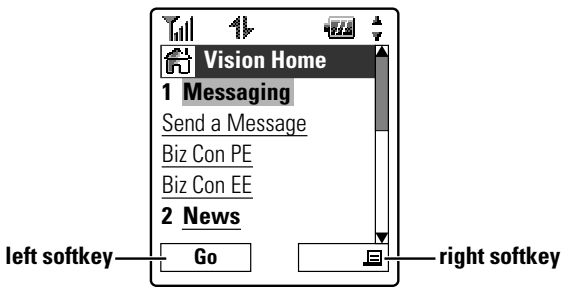 Vision Home
1 Messaging
Send a Message
Biz Con PE
Biz Con EE
2 News
left softkey Go right softkey